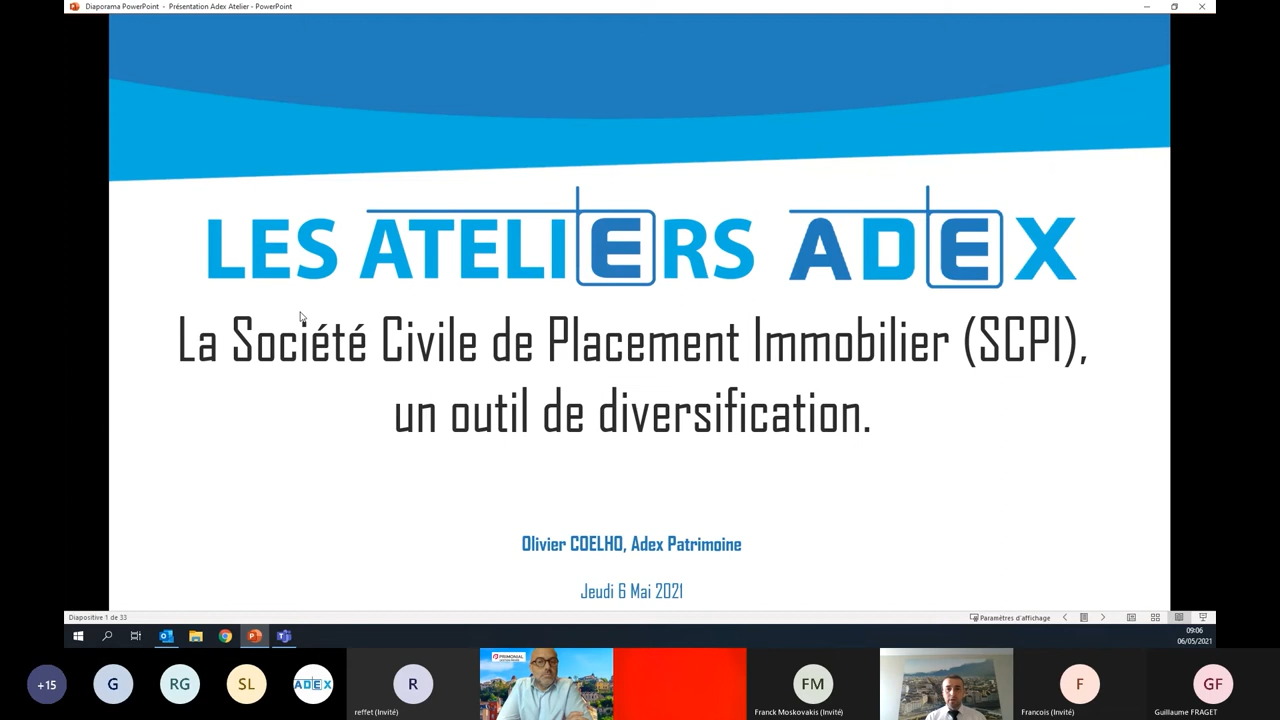 Diaporama PowerPoint - Présentation Adex Atelier - PowerPoint
LES ATELIERS ADEX
La Société Civile de Placement Immobilier (SCPI),
un outil de diversification.
Olivier COELHO, Adex Patrimoine
Jeudi 6 Mai 2021
Diapositive 1 de 33
Paramètres d'affichage
09:06
06/05/2021
+15
G
RG
SL
ADEX
R
reffet (Invité)
PRIMONIAL
FM
Franck Moskovakis (Invité)
F
Francois (Invité)
GF
Guillaume FRAGET